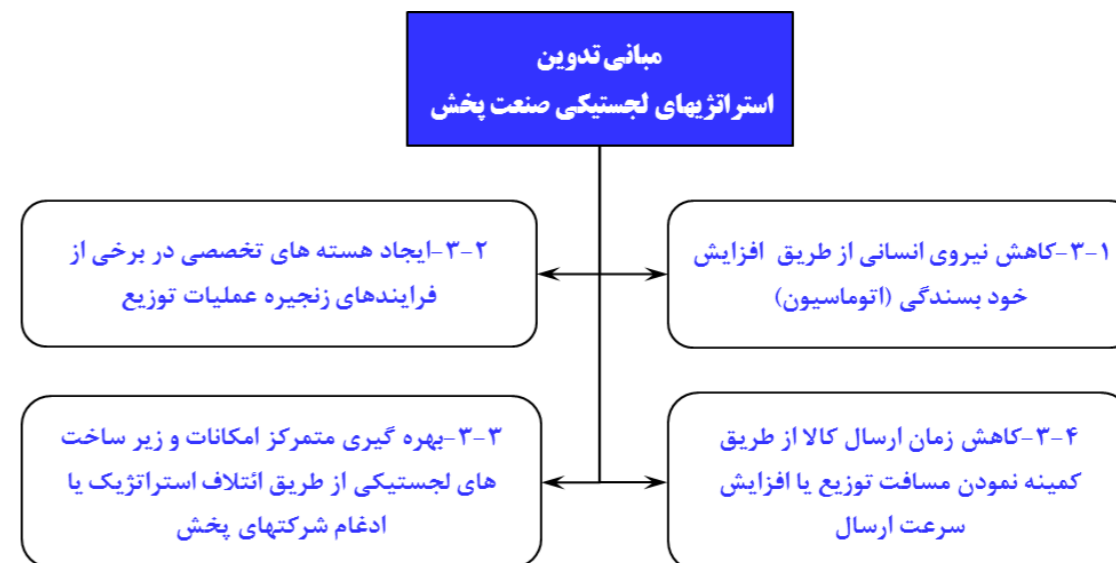 مبانی تدوین
استراتژیهای لجستیکی صنعت پخش
۳-۱-کاهش نیروی انسانی از طریق افزایش
خود بسندگی (اتوماسیون)
۳-۲-ایجاد هسته های تخصصی در برخی از
فرایندهای زنجیره عملیات توزیع
۳-۳-بهره گیری متمرکز امکانات و زیر ساخت
های لجستیکی از طریق ائتلاف استراتژیک یا
ادغام شرکتهای پخش
۳-۴-کاهش زمان ارسال کالا از طریق
کمینه نمودن مسافت توزیع یا افزایش
سرعت ارسال